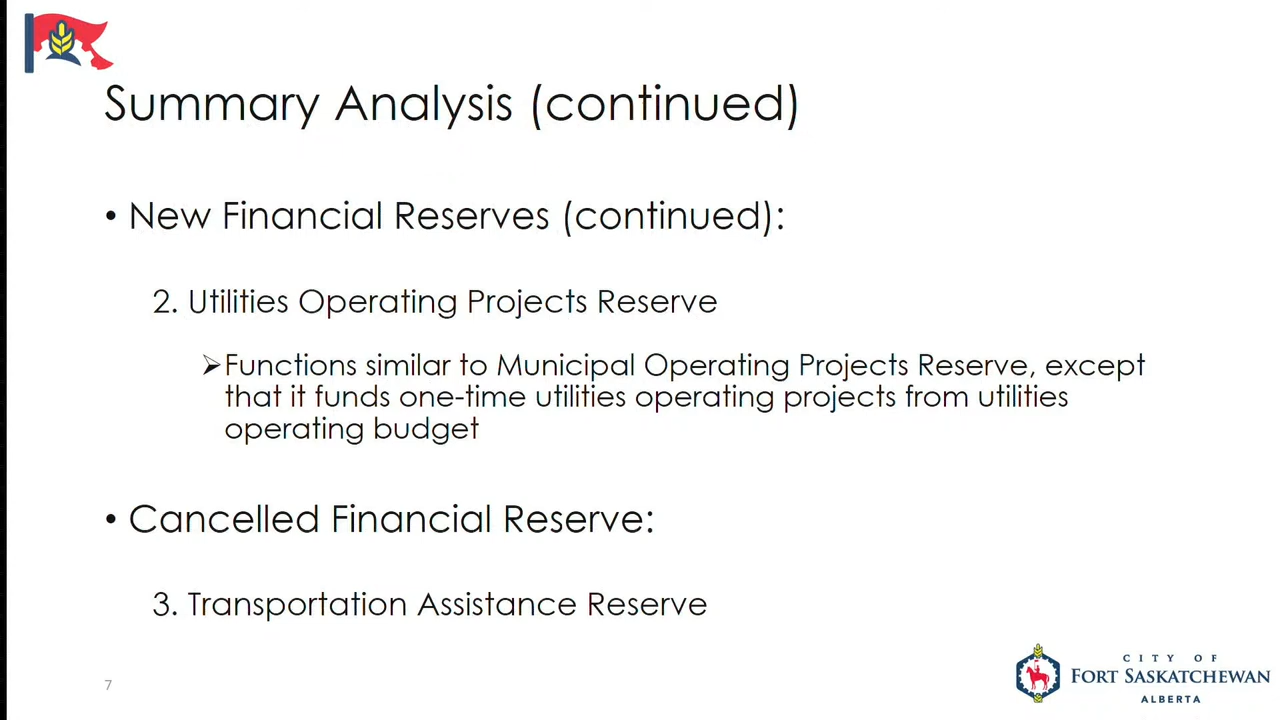 Summary Analysis (continued)
• New Financial Reserves (continued):
2. Utilities Operating Projects Reserve
➢Functions similar to Municipal Operating Projects Reserve, except
that it funds one-time utilities operating projects from utilities
operating budget
• Cancelled Financial Reserve:
3. Transportation Assistance Reserve
7
CITY OF
FORT SASKATCHEWAN
ALBERTA